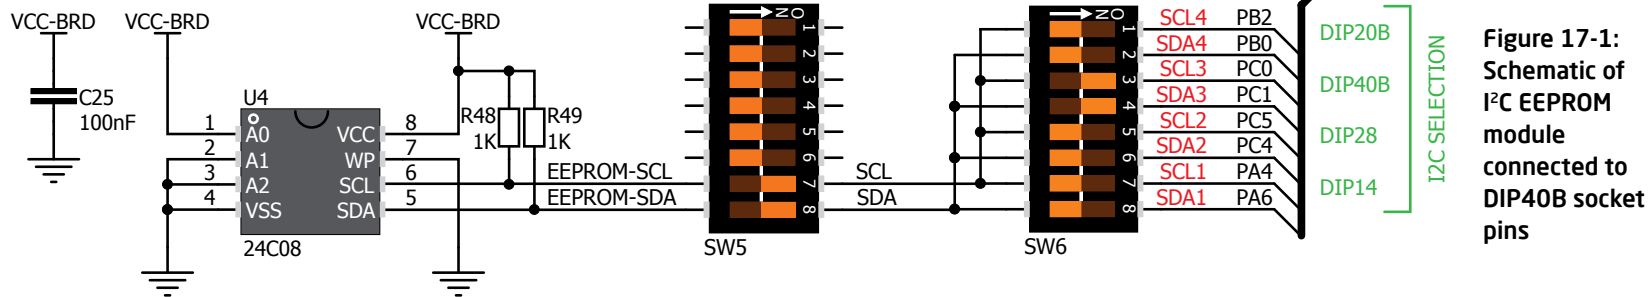 VCC-BRD
VCC-BRD
VCC-BRD
C25
100nF
U4
24C08
1 A0
2 A1
3 A2
4 VSS
VCC 8
WP 7
SCL 6
SDA 5
R48
1K
R49
1K
EEPROM-SCL
EEPROM-SDA
ON
1
2
3
4
5
6
7
8
SW5
SCL
SDA
ON
1
2
3
4
5
6
7
8
SW6
SCL4 PB2
SDA4 PB0
SCL3 PC0
SDA3 PC1
SCL2 PC5
SDA2 PC4
SCL1 PA4
SDA1 PA6
DIP20B
DIP40B
DIP28
DIP14
I2C SELECTION
Figure 17-1:
Schematic of
I²C EEPROM
module
connected to
DIP40B socket
pins